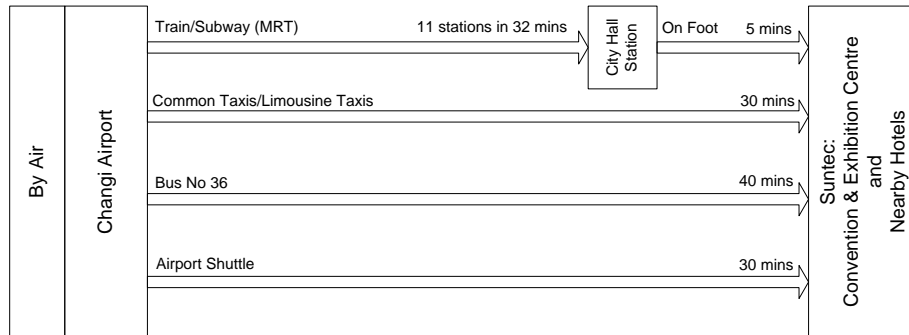 By Air
Changi Airport
Train/Subway (MRT)
11 stations in 32 mins
City Hall
Station
On Foot
5 mins
Common Taxis/Limousine Taxis
30 mins
Bus No 36
40 mins
Airport Shuttle
30 mins
Suntec:
Convention & Exhibition Centre
and
Nearby Hotels